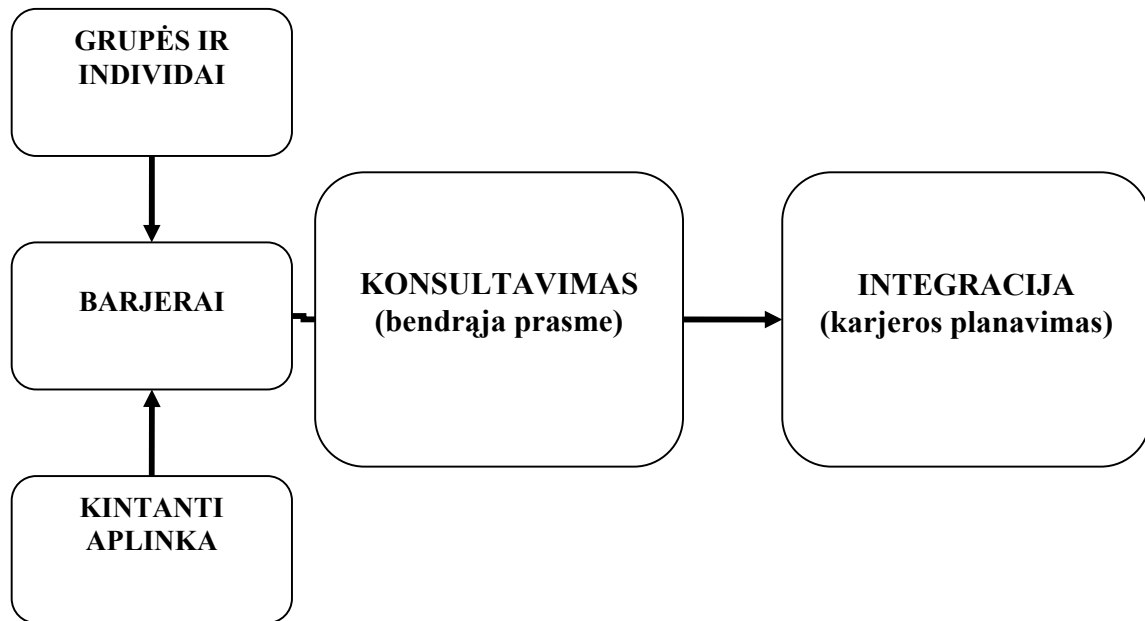 GRUPĖS IR
INDIVIDAI
BARJERAI
KINTANTI
APLINKA
KONSULTAVIMAS
(bendrąja prasme)
INTEGRACIJA
(karjeros planavimas)